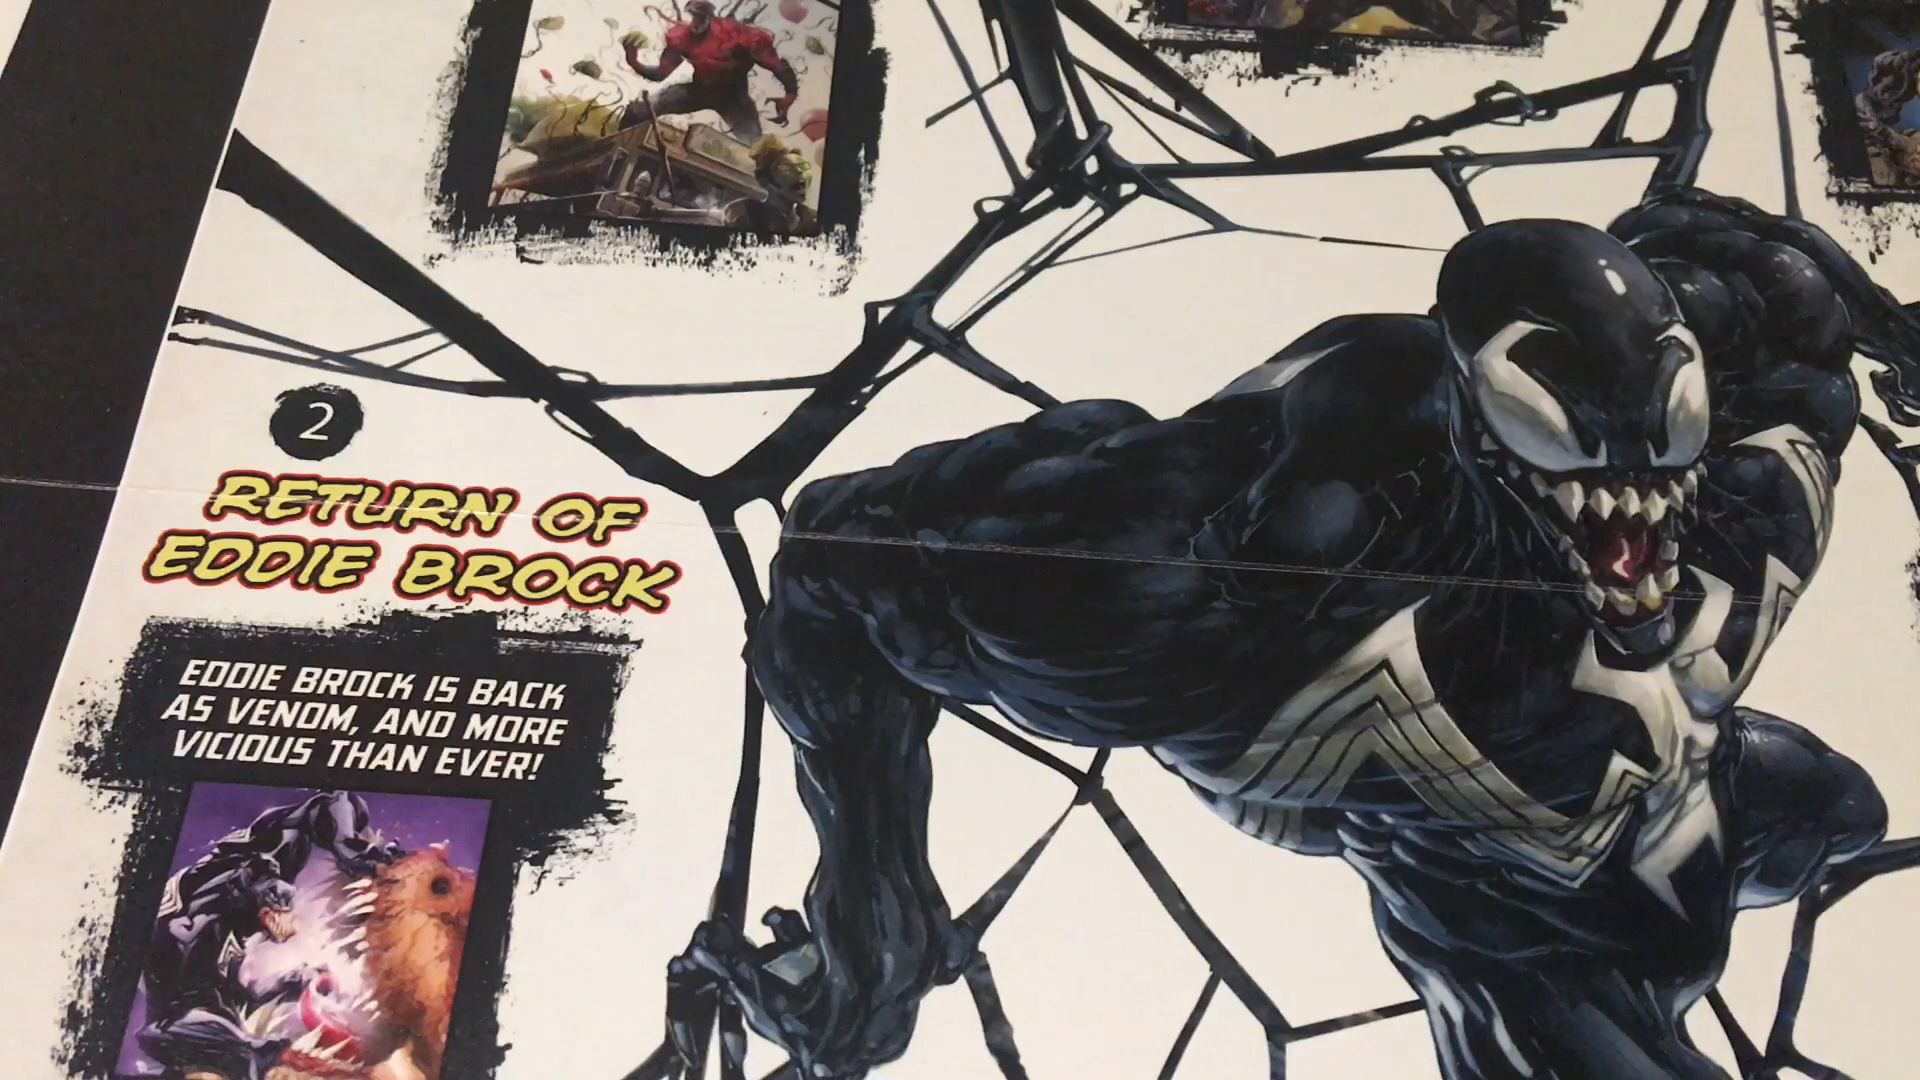 2
RETURN OF
EDDIE BROCK
EDDIE BROCK IS BACK
AS VENOM, AND MORE
VICIOUS THAN EVER!